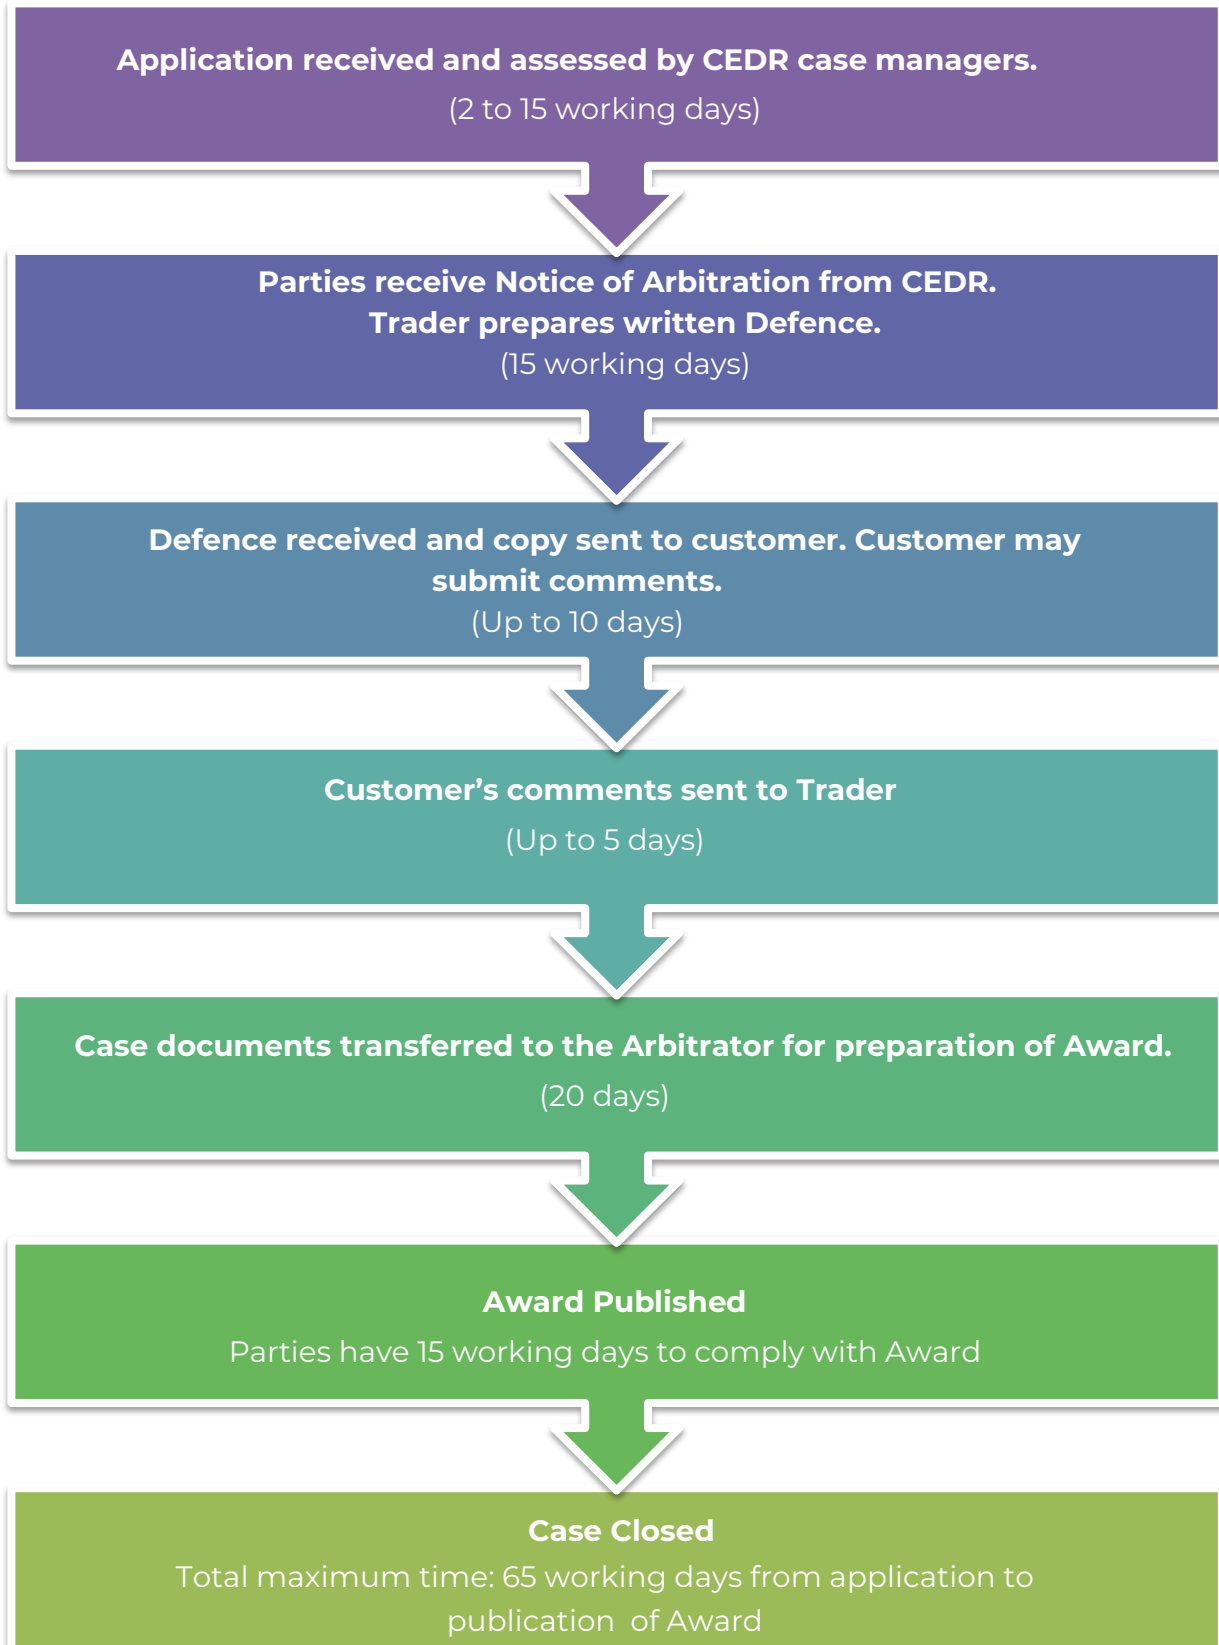 Application received and assessed by CEDR case managers.
(2 to 15 working days)
Parties receive Notice of Arbitration from CEDR.
Trader prepares written Defence.
(15 working days)
Defence received and copy sent to customer. Customer may
submit comments.
(Up to 10 days)
Customer’s comments sent to Trader
(Up to 5 days)
Case documents transferred to the Arbitrator for preparation of Award.
(20 days)
Award Published
Parties have 15 working days to comply with Award
Case Closed
Total maximum time: 65 working days from application to
publication of Award